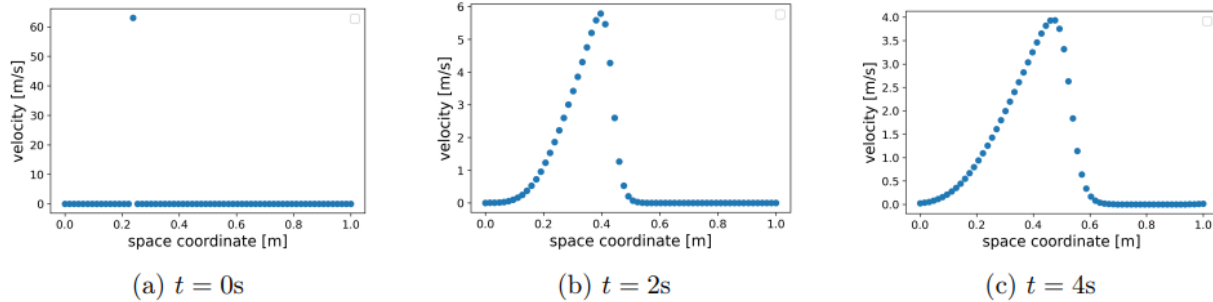 velocity [m/s]
60
50
40
30
20
10
0
0.0 0.2 0.4 0.6 0.8 1.0
space coordinate [m]
(a) t = 0s
velocity [m/s]
6
5
4
3
2
1
0
0.0 0.2 0.4 0.6 0.8 1.0
space coordinate [m]
(b) t = 2s
velocity [m/s]
4.0
3.5
3.0
2.5
2.0
1.5
1.0
0.5
0.0
0.0 0.2 0.4 0.6 0.8 1.0
space coordinate [m]
(c) t = 4s